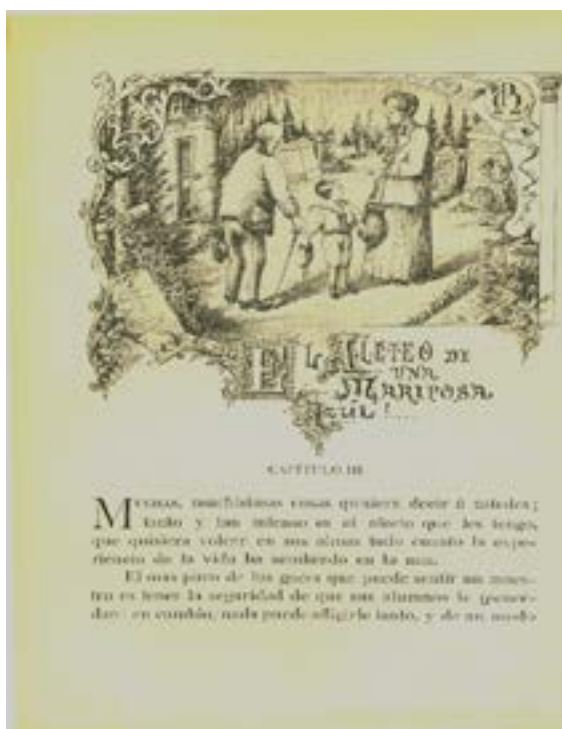 EL ALETEO DE
UNA
MARIPOSA
AZUL!...
CAPÍTULO III
Muchas, muchísimas cosas quisiera decir á ustedes;
tanto y tan intenso es el afecto que les tengo,
que quisiera volcar en sus almas todo cuanto la expe-
riencia de la vida ha sembrado en la mía.
El más puro de los goces que puede sentir un maes-
tro es tener la seguridad de que sus alumnos le
en cambio, nada puede afligirle tanto, y de un modo